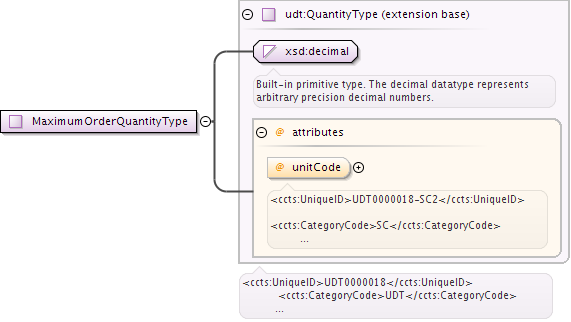 udt:QuantityType (extension base)
xsd:decimal
Built-in primitive type. The decimal datatype represents
arbitrary precision decimal numbers.
MaximumOrderQuantityType
@ attributes
@ unitCode
<ccts:UniqueID>UDT0000018-SC2</ccts:UniqueID>
<ccts:CategoryCode>SC</ccts:CategoryCode>
...
<ccts:UniqueID>UDT0000018</ccts:UniqueID>
<ccts:CategoryCode>UDT</ccts:CategoryCode>
...